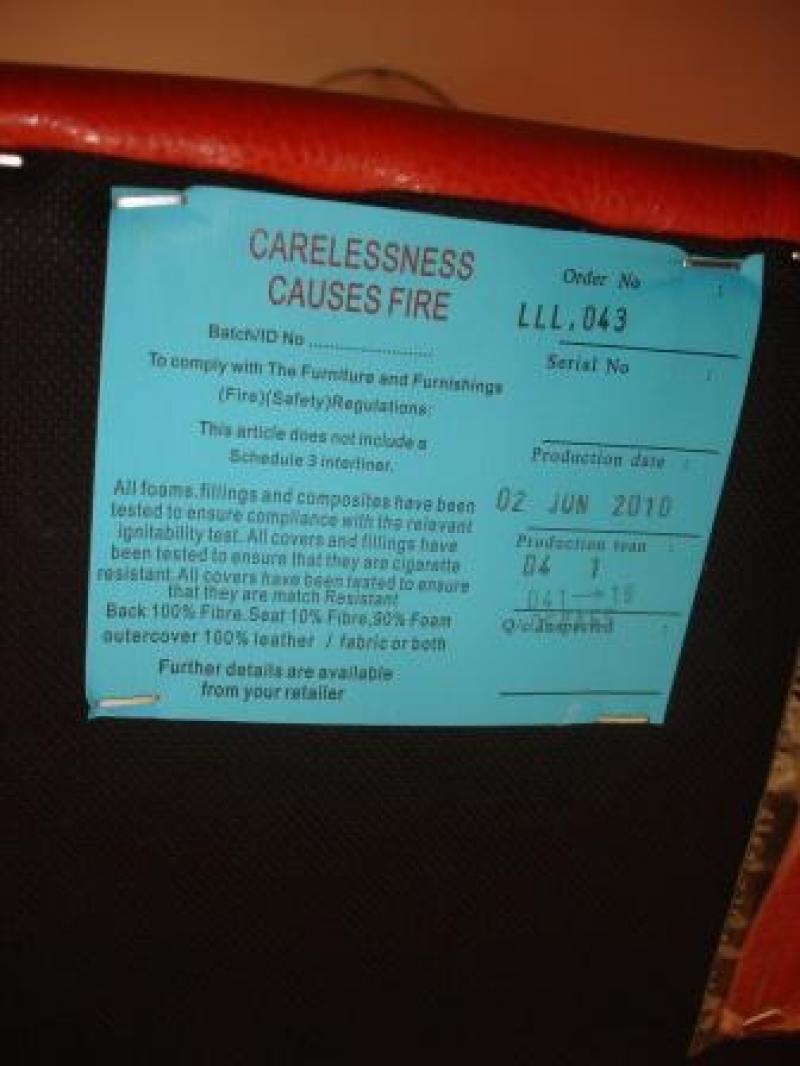 CARELESSNESS
CAUSES FIRE
Batch/ID No ........................
To comply with The Furniture and Furnishings
(Fire)(Safety)Regulations:
This article does not include a
Schedule 3 interliner.
All foams,fillings and composites have been
tested to ensure compliance with the relevant
ignitability test. All covers and fillings have
been tested to ensure that they are cigarette
resistant.All covers have been tested to ensure
that they are match Resistant
Back 100% Fibre.Seat 10% Fibre,90% Foam
outercover 100% leather / fabric or both
Further details are available
from your retailer
Order No :
LLL.043
Serial No :
Production date :
02 JUN 2010
Production team :
04 1
041
Q/c inspected :